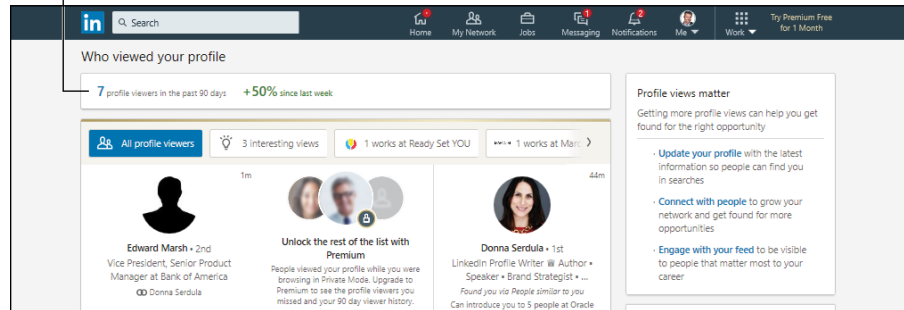 in
Search
Home
My Network
Jobs
1
Messaging
2
Notifications
Me
Work
Try Premium Free
for 1 Month
Who viewed your profile
7 profile viewers in the past 90 days +50% since last week
All profile viewers
3 interesting views
1 works at Ready Set YOU
1 works at Marc
1m
Edward Marsh • 2nd
Vice President, Senior Product
Manager at Bank of America
Donna Serdula
Unlock the rest of the list with
Premium
People viewed your profile while you were
browsing in Private Mode. Upgrade to
Premium to see the profile viewers you
missed and your 90 day viewer history.
44m
Donna Serdula • 1st
LinkedIn Profile Writer ♕ Author •
Speaker • Brand Strategist • ...
Found you via People similar to you
Can introduce you to 5 people at Oracle
Profile views matter
Getting more profile views can help you get
found for the right opportunity
· Update your profile with the latest
information so people can find you
in searches
· Connect with people to grow your
network and get found for more
opportunities
· Engage with your feed to be visible
to people that matter most to your
career